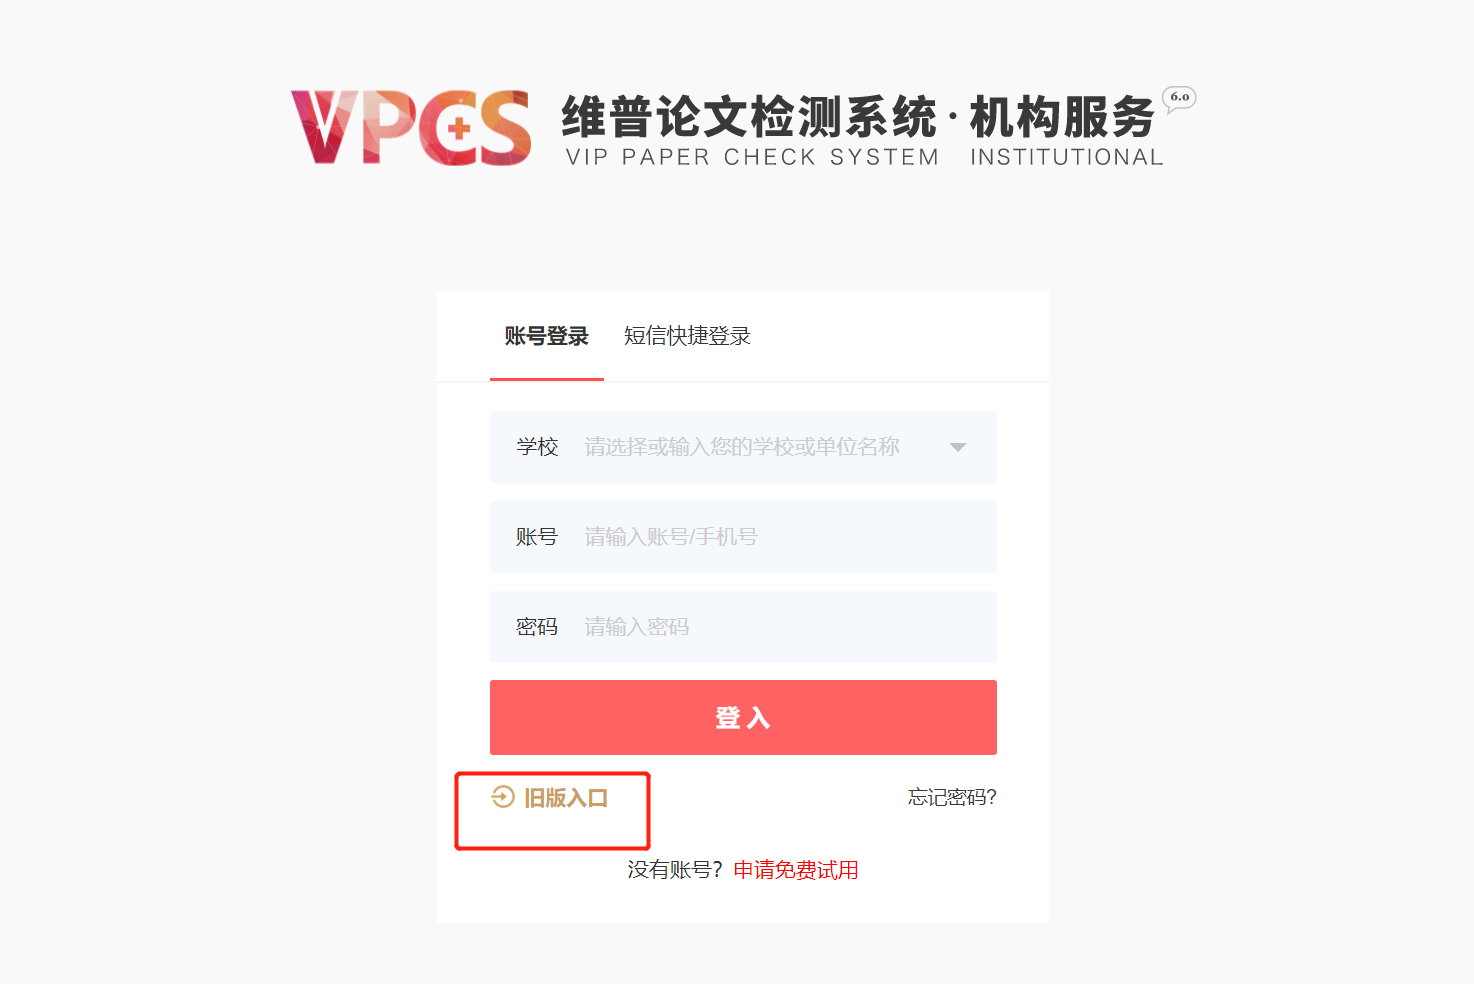 VPCS 维普论文检测系统·机构服务 6.0
VIP PAPER CHECK SYSTEM INSTITUTIONAL
账号登录 短信快捷登录
学校 请选择或输入您的学校或单位名称
账号 请输入账号/手机号
密码 请输入密码
登入
旧版入口 忘记密码?
没有账号? 申请免费试用